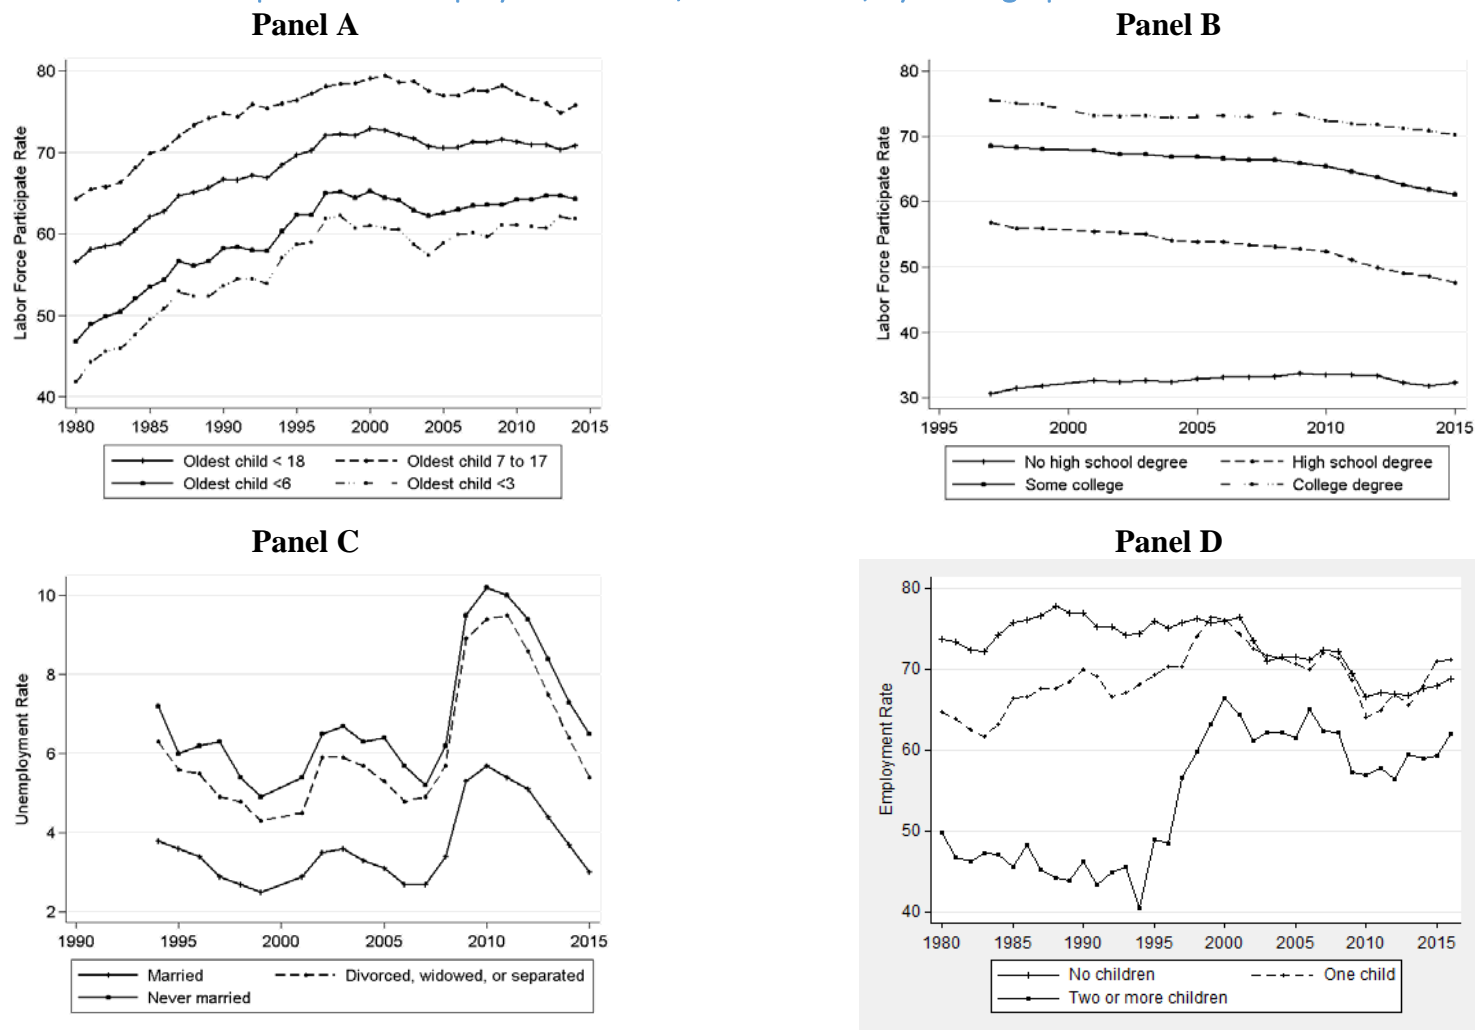 Panel A
80
70
60
50
40
Labor Force Participate Rate
1980 1985 1990 1995 2000 2005 2010 2015
Oldest child < 18 Oldest child 7 to 17
Oldest child <6 Oldest child <3
Panel B
80
70
60
50
40
30
Labor Force Participate Rate
1995 2000 2005 2010 2015
No high school degree High school degree
Some college College degree
Panel C
10
8
6
4
2
Unemployment Rate
1990 1995 2000 2005 2010 2015
Married Divorced, widowed, or separated
Never married
Panel D
80
70
60
50
40
Employment Rate
1980 1985 1990 1995 2000 2005 2010 2015
No children One child
Two or more children